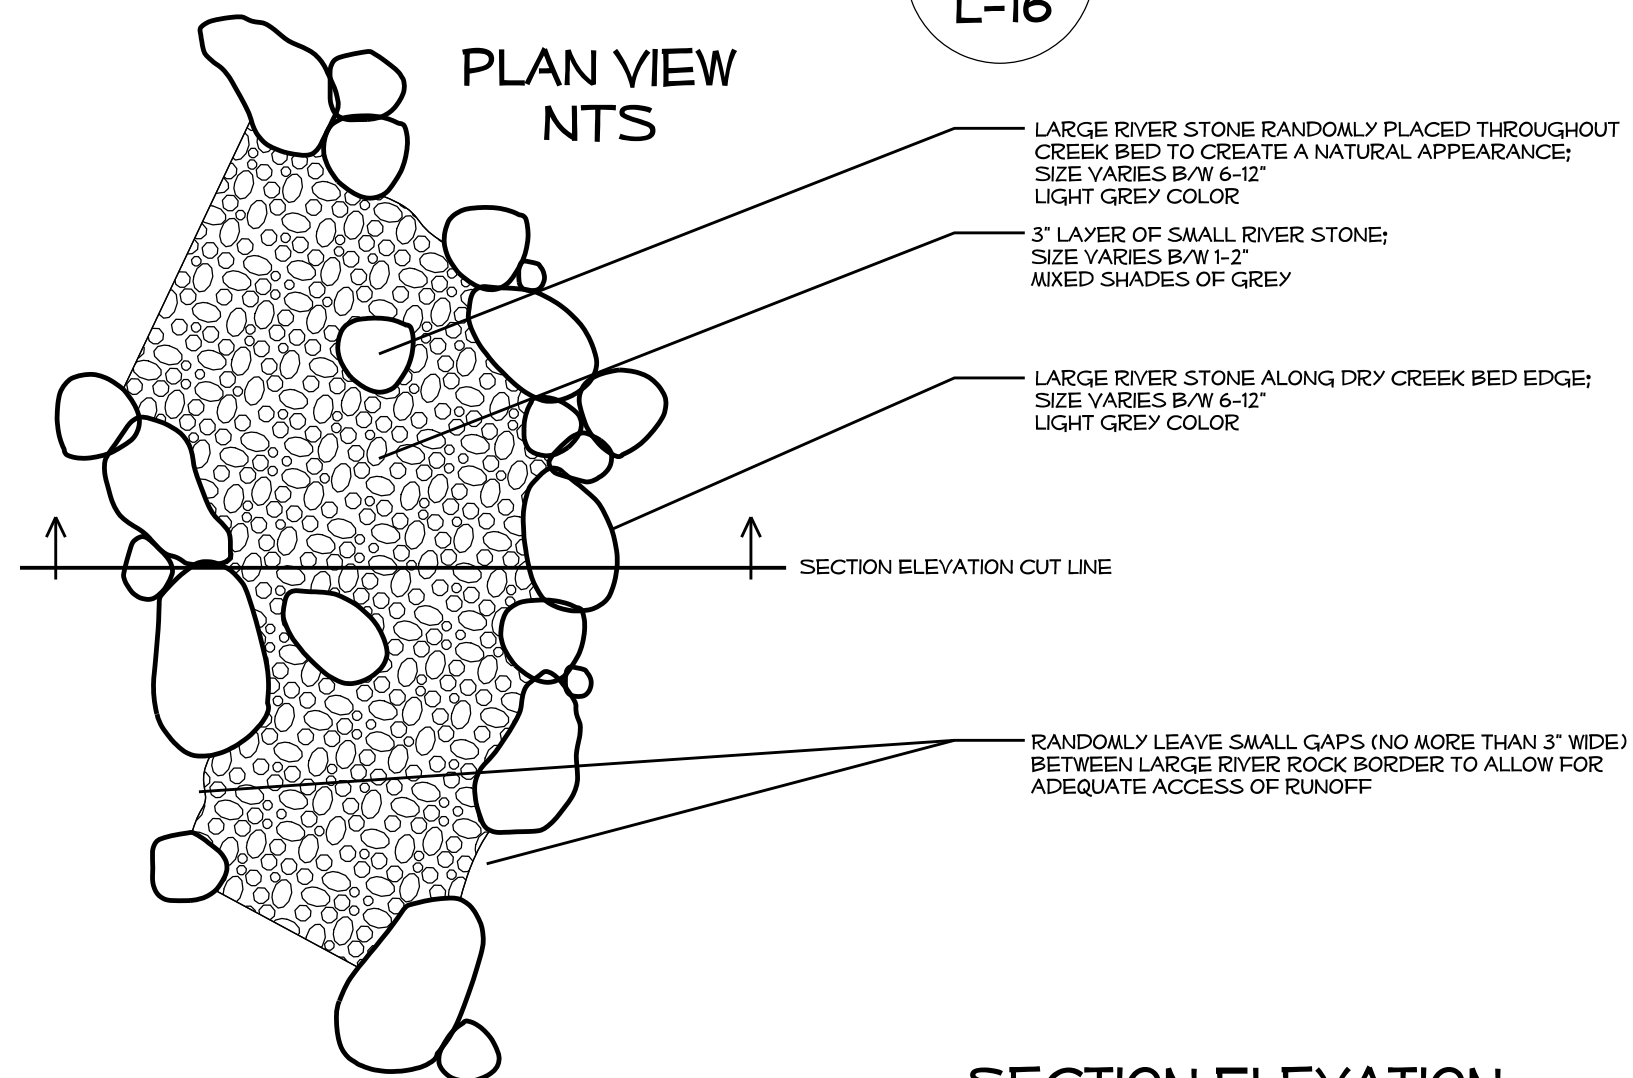 L-16
PLAN VIEW
NTS
LARGE RIVER STONE RANDOMLY PLACED THROUGHOUT
CREEK BED TO CREATE A NATURAL APPEARANCE;
SIZE VARIES B/W 6-12"
LIGHT GREY COLOR
3" LAYER OF SMALL RIVER STONE;
SIZE VARIES B/W 1-2"
MIXED SHADES OF GREY
LARGE RIVER STONE ALONG DRY CREEK BED EDGE;
SIZE VARIES B/W 6-12"
LIGHT GREY COLOR
SECTION ELEVATION CUT LINE
RANDOMLY LEAVE SMALL GAPS (NO MORE THAN 3" WIDE)
BETWEEN LARGE RIVER ROCK BORDER TO ALLOW FOR
ADEQUATE ACCESS OF RUNOFF
SECTION ELEVATION